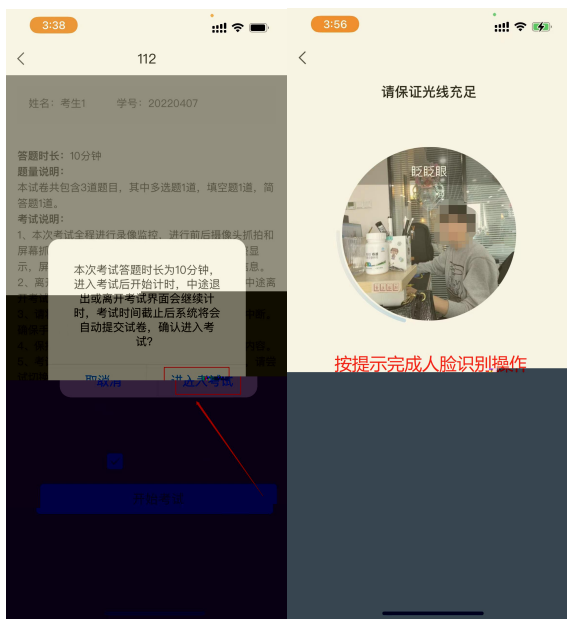 3:38
112
姓名：考生1 学号：20220407
答题时长：10分钟
题量说明：
本试卷共包含3道题目，其中多选题1道，填空题1道，简
答题1道。
考试说明：
1、本次考试全程进行录像监控，进行前后摄像头抓拍和
屏幕抓
示，屏
息。
2、离
中途离
本次考试答题时长为10分钟，
进入考试后开始计时，中途退
出或离开考试界面会继续计
时，考试时间截止后系统将会
自动提交试卷，确认进入考
试?
取消 进入考试
3:56
请保证光线充足
眨眨眼
按提示完成人脸识别操作